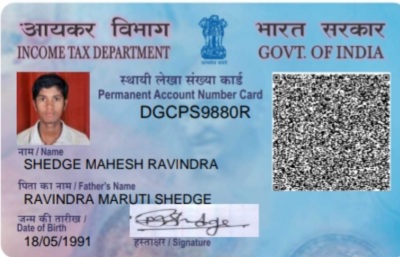 आयकर विभाग
INCOME TAX DEPARTMENT
भारत सरकार
GOVT. OF INDIA
स्थायी लेखा संख्या कार्ड
Permanent Account Number Card
DGCPS9880R
नाम / Name
SHEDGE MAHESH RAVINDRA
पिता का नाम / Father's Name
RAVINDRA MARUTI SHEDGE
जन्म की तारीख /
Date of Birth
18/05/1991
हस्ताक्षर / Signature